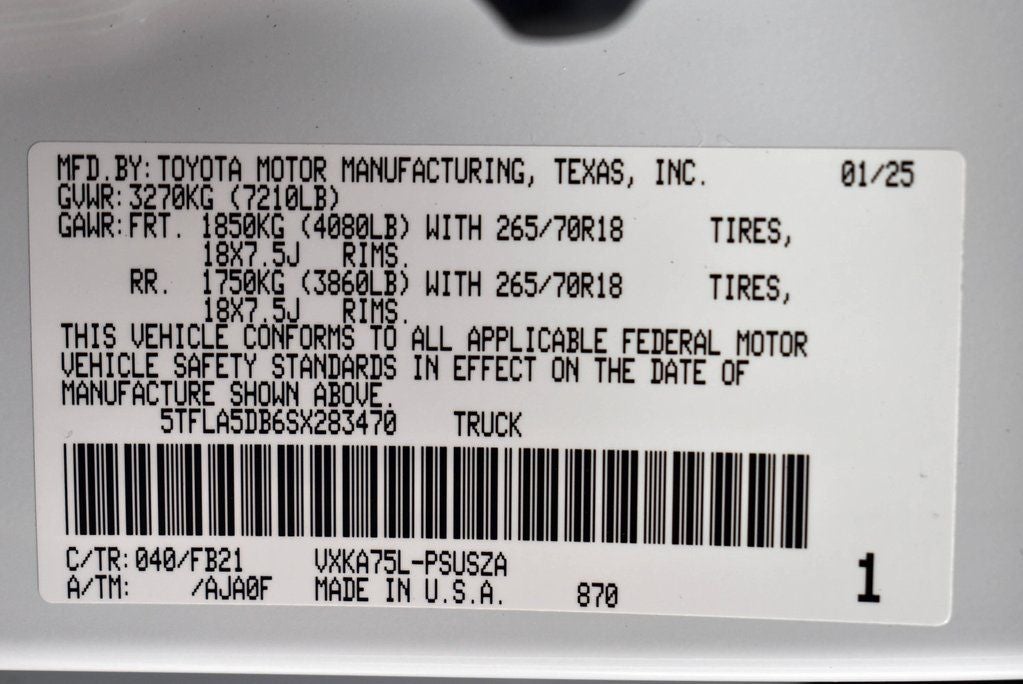 MFD.BY:TOYOTA MOTOR MANUFACTURING, TEXAS, INC. 01/25
GVWR:3270KG (7210LB)
GAWR:FRT. 1850KG (4080LB) WITH 265/70R18 TIRES,
18X7.5J RIMS.
RR. 1750KG (3860LB) WITH 265/70R18 TIRES,
18X7.5J RIMS.
THIS VEHICLE CONFORMS TO ALL APPLICABLE FEDERAL MOTOR
VEHICLE SAFETY STANDARDS IN EFFECT ON THE DATE OF
MANUFACTURE SHOWN ABOVE.
5TFLA5DB6SX283470 TRUCK
C/TR:040/FB21 VXKA75L-PSUSZA
A/TM: /AJA0F MADE IN U.S.A. 870 1